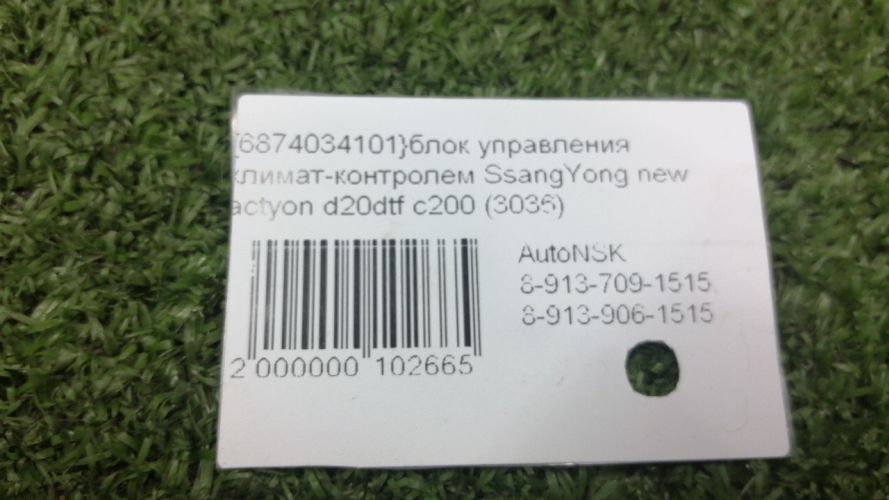 {6874034101}блок управления
климат-контролем SsangYong new
actyon d20dtf c200 (3036)
AutoNSK
8-913-709-1515,
8-913-906-1515
2 000000 102665